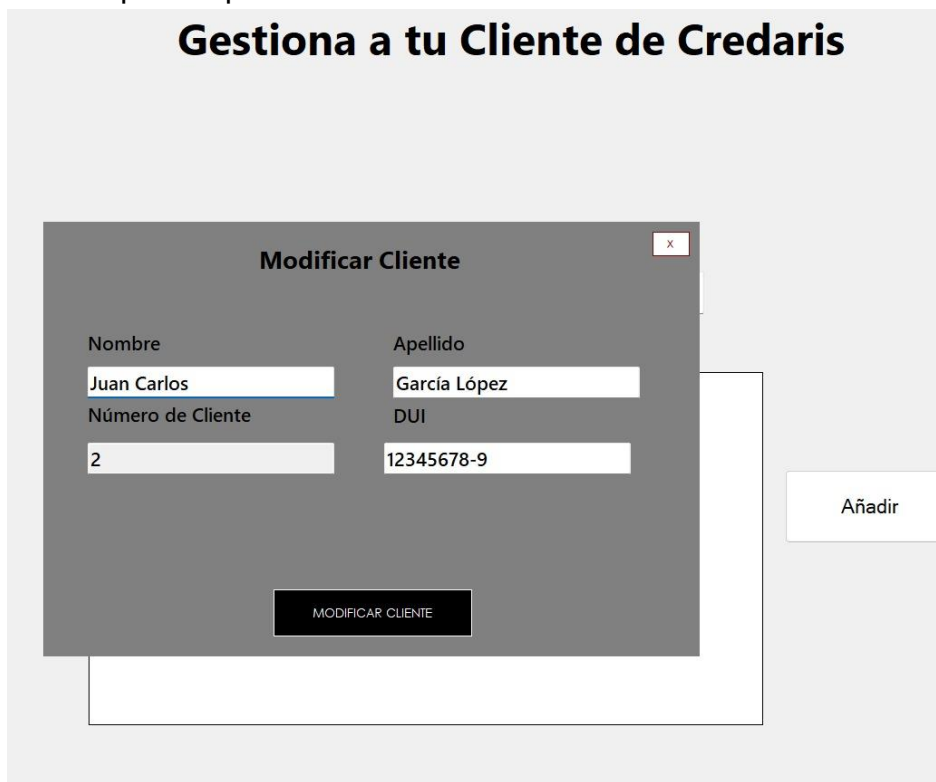 Gestiona a tu Cliente de Credaris
Modificar Cliente
x
Nombre
Apellido
Juan Carlos
García López
Número de Cliente
DUI
2
12345678-9
Añadir
MODIFICAR CLIENTE